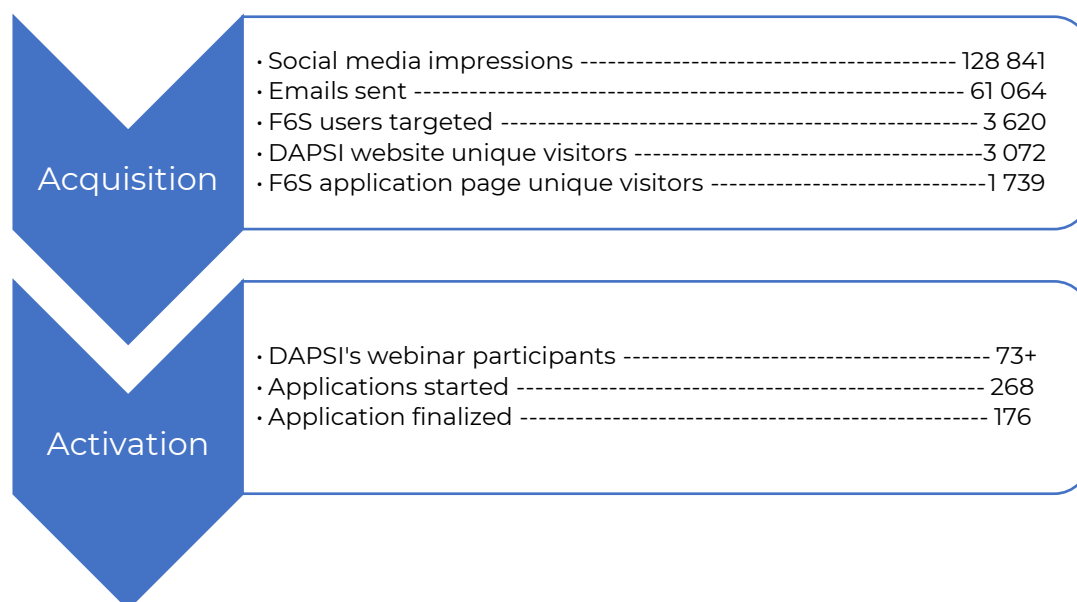 Acquisition
· Social media impressions ----------------------------------------- 128 841
· Emails sent ------------------------------------------------------------ 61 064
· F6S users targeted ---------------------------------------------------- 3 620
· DAPSI website unique visitors --------------------------------------3 072
· F6S application page unique visitors ------------------------------1 739
Activation
· DAPSI's webinar participants ---------------------------------------- 73+
· Applications started --------------------------------------------------- 268
· Application finalized --------------------------------------------------- 176